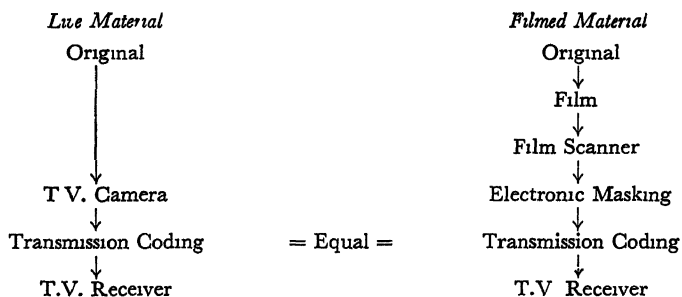 Live Material
Original
T V. Camera
Transmission Coding
T.V. Receiver
= Equal =
Filmed Material
Original
Film
Film Scanner
Electronic Masking
Transmission Coding
T.V Receiver